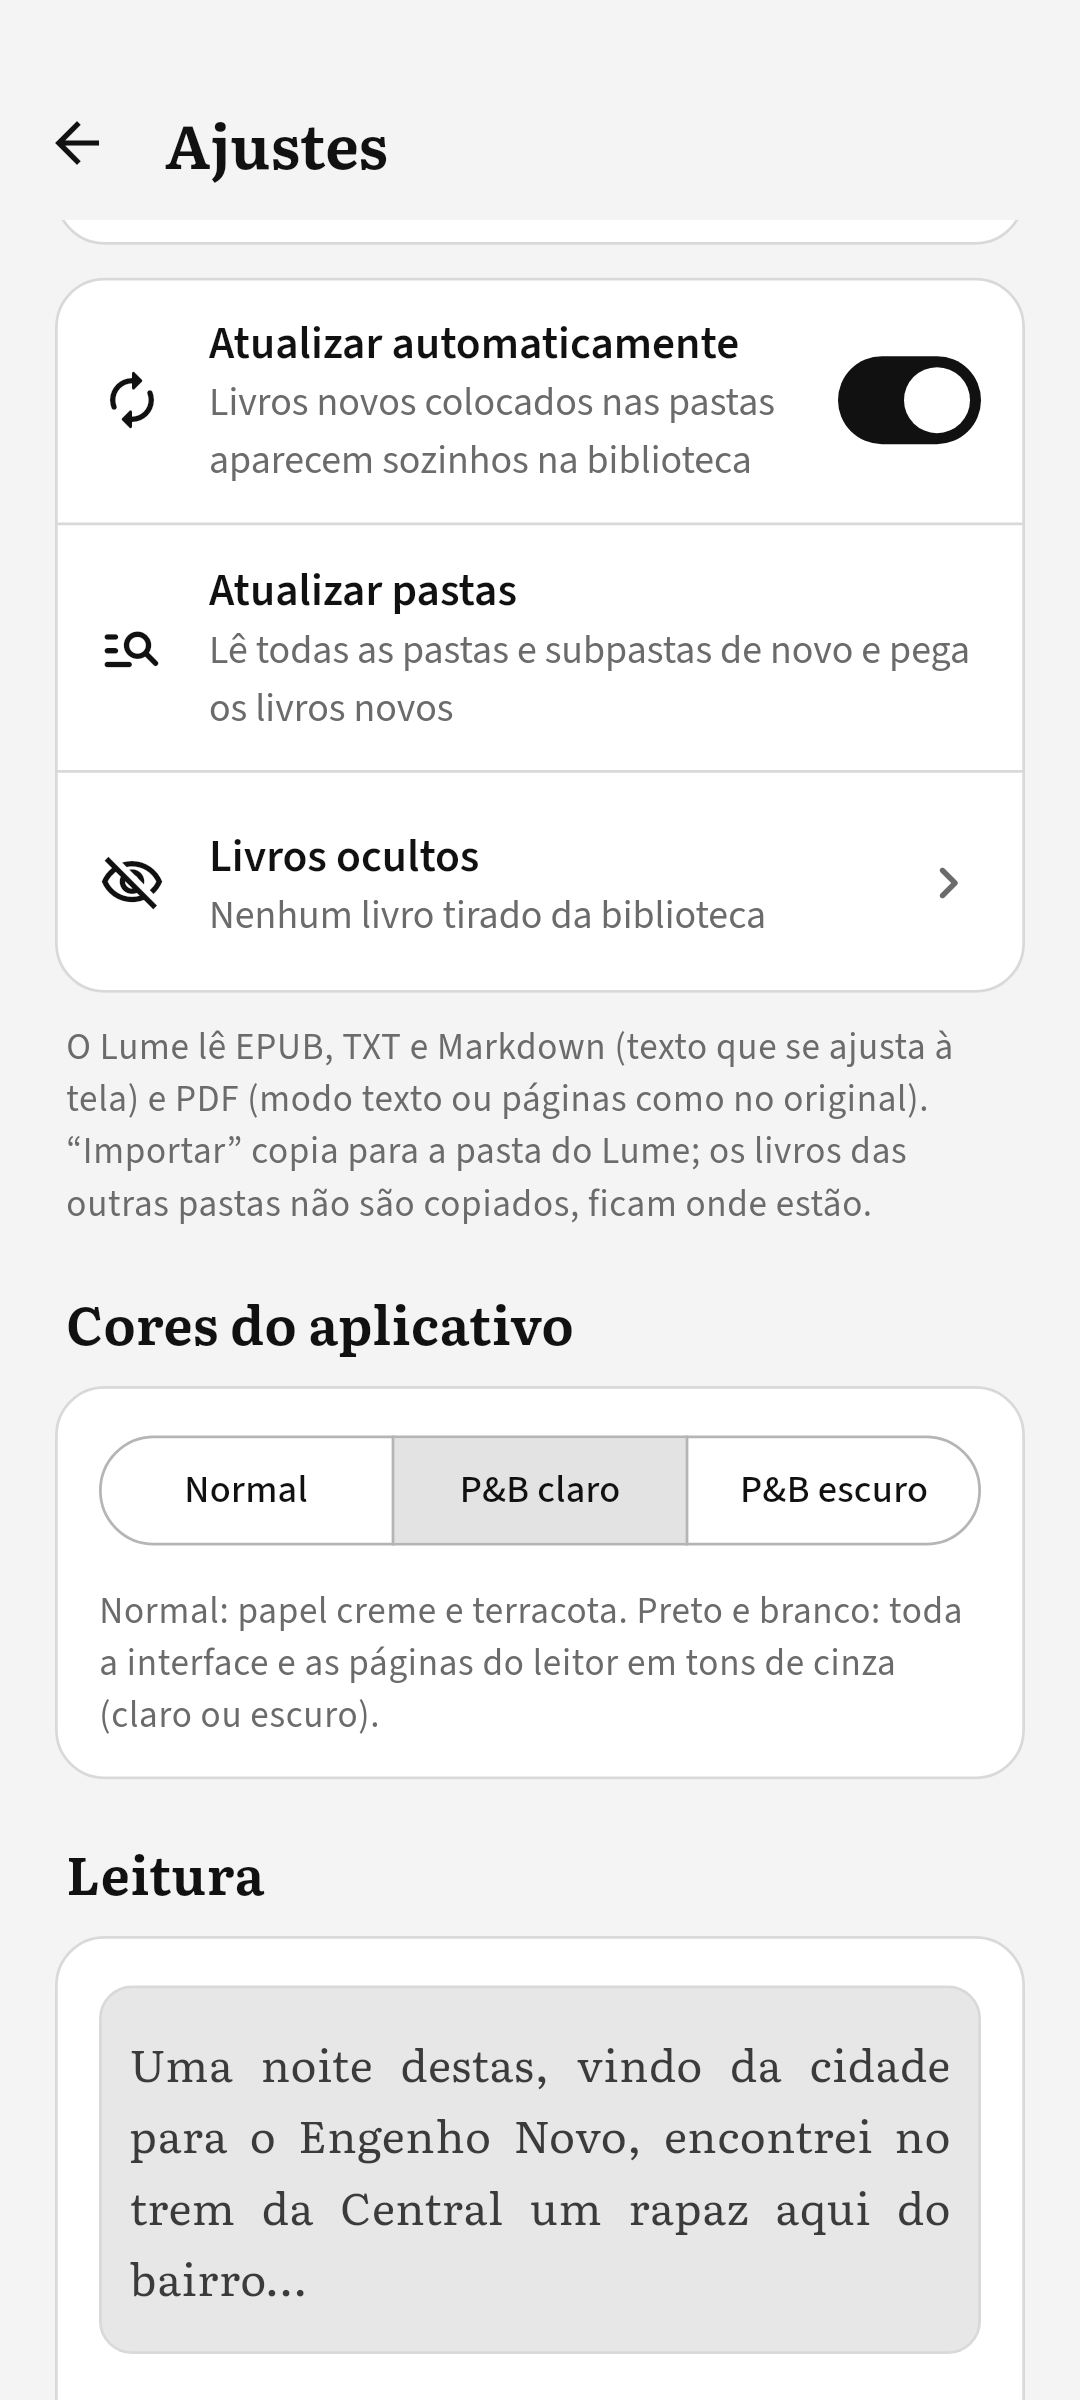 Ajustes
Atualizar automaticamente
Livros novos colocados nas pastas
aparecem sozinhos na biblioteca
Atualizar pastas
Lê todas as pastas e subpastas de novo e pega
os livros novos
Livros ocultos
Nenhum livro tirado da biblioteca
O Lume lê EPUB, TXT e Markdown (texto que se ajusta à
tela) e PDF (modo texto ou páginas como no original).
“Importar” copia para a pasta do Lume; os livros das
outras pastas não são copiados, ficam onde estão.
Cores do aplicativo
Normal
P&B claro
P&B escuro
Normal: papel creme e terracota. Preto e branco: toda
a interface e as páginas do leitor em tons de cinza
(claro ou escuro).
Leitura
Uma noite destas, vindo da cidade
para o Engenho Novo, encontrei no
trem da Central um rapaz aqui do
bairro…